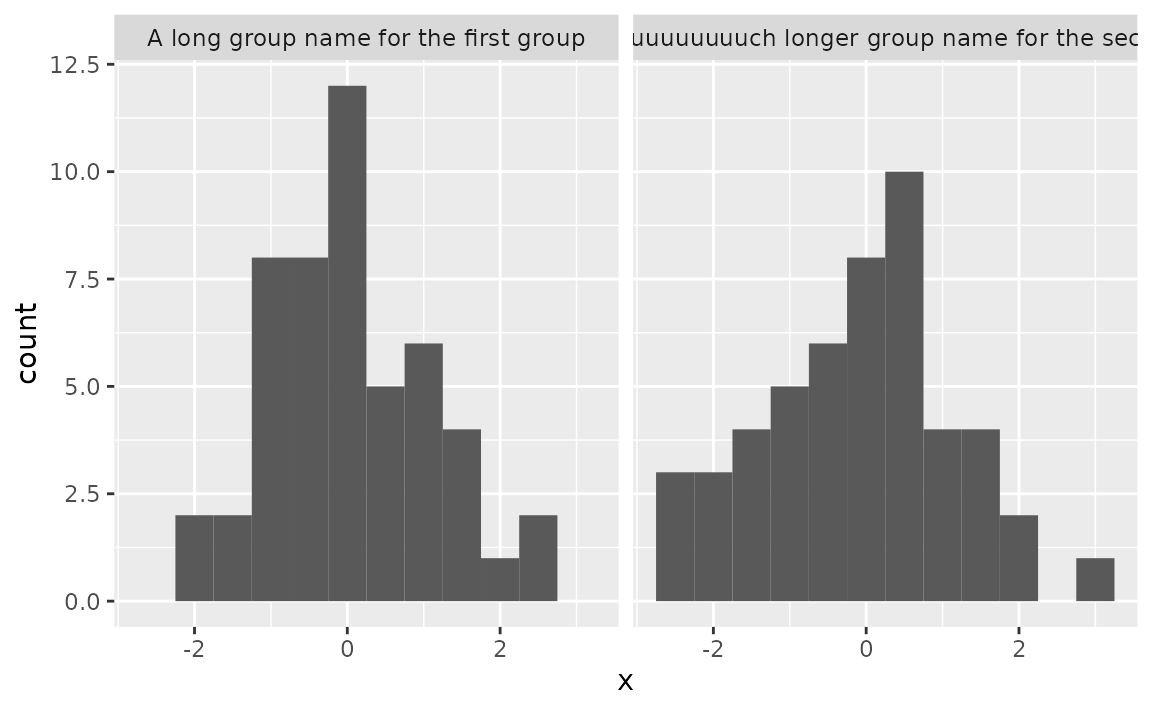 A long group name for the first group
uuuuuuuuch longer group name for the sec
12.5
10.0
7.5
5.0
2.5
0.0
count
-2 0 2
-2 0 2
x